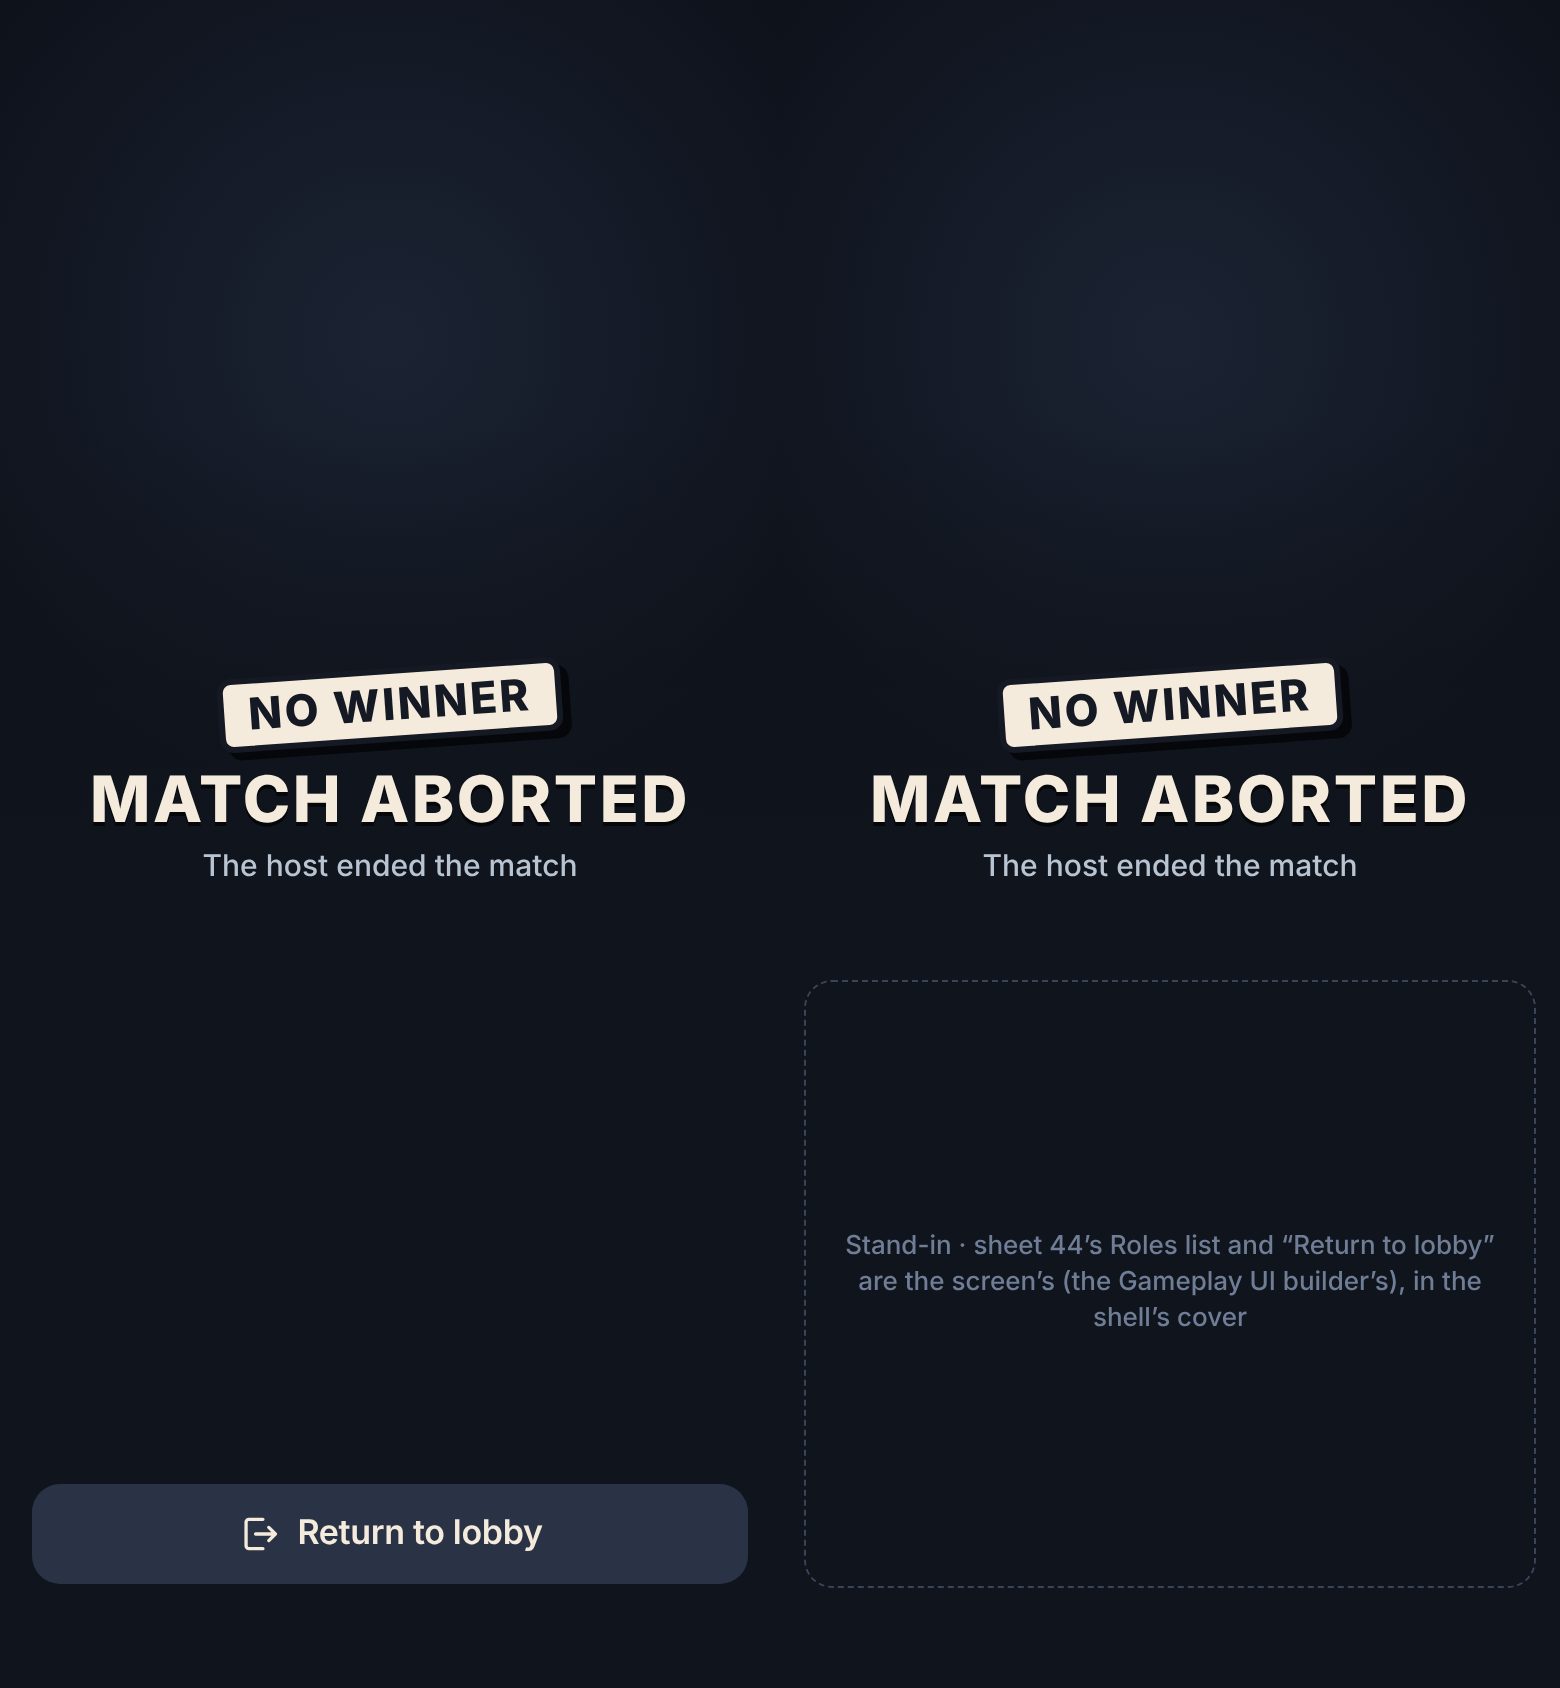 NO WINNER
MATCH ABORTED
The host ended the match
Return to lobby
NO WINNER
MATCH ABORTED
The host ended the match
Stand-in · sheet 44’s Roles list and “Return to lobby”
are the screen’s (the Gameplay UI builder’s), in the
shell’s cover